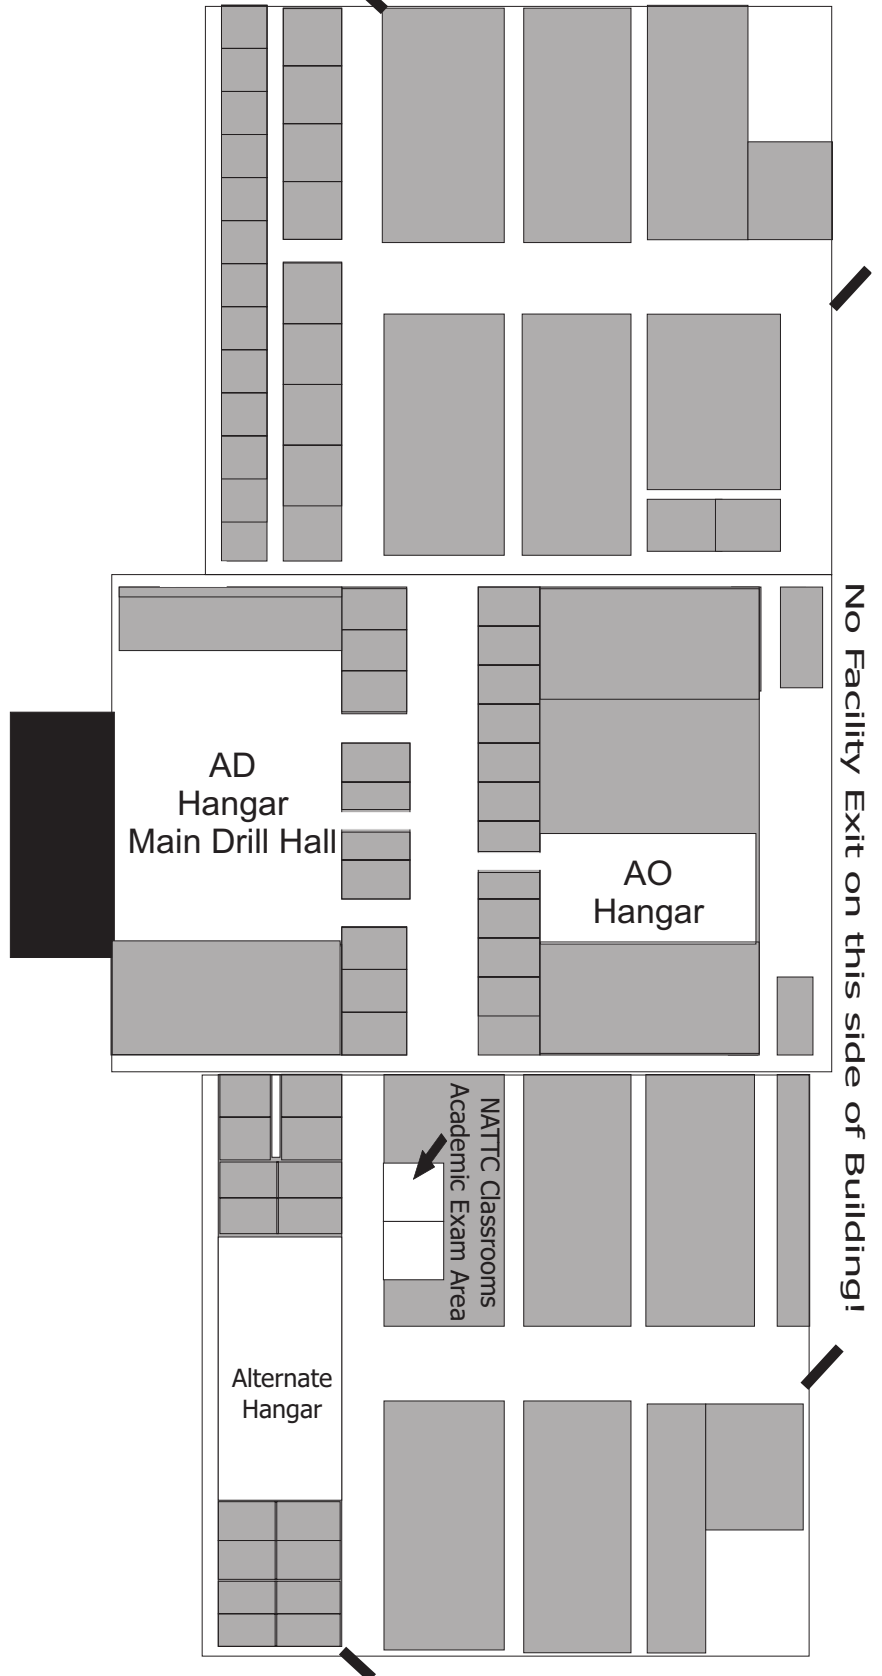 No Facility Exit on this side of Building!
AD
Hangar
Main Drill Hall
AO
Hangar
NATTC Classrooms
Academic Exam Area
Alternate
Hangar